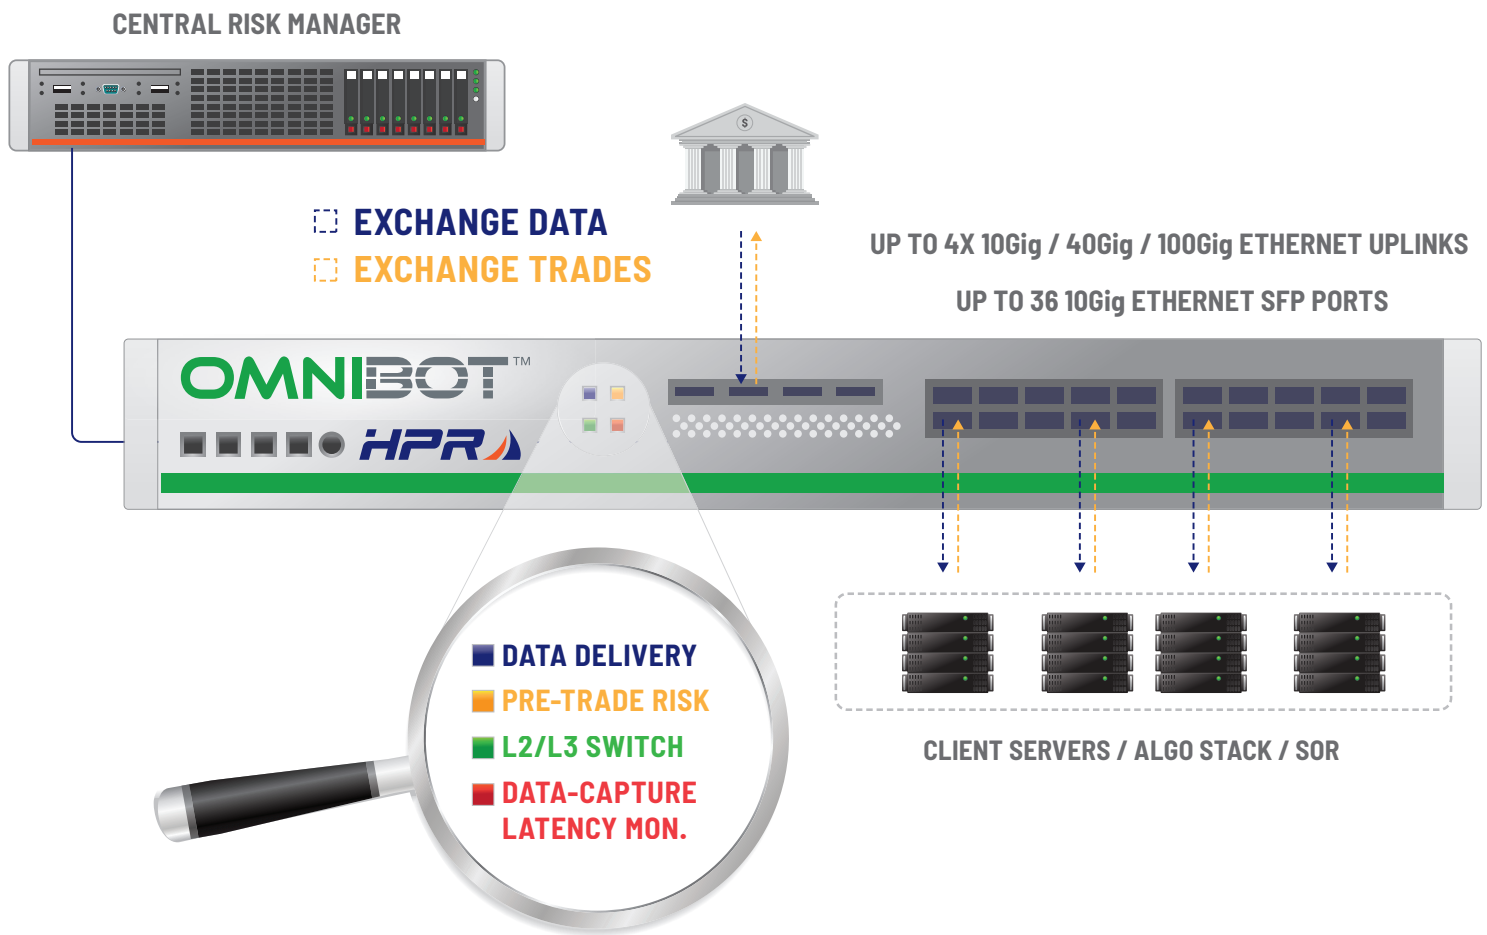 CENTRAL RISK MANAGER
$
EXCHANGE DATA
EXCHANGE TRADES
UP TO 4X 10Gig / 40Gig / 100Gig ETHERNET UPLINKS
UP TO 36 10Gig ETHERNET SFP PORTS
OMNIBOT™
HPR
DATA DELIVERY
PRE-TRADE RISK
L2/L3 SWITCH
DATA-CAPTURE
LATENCY MON.
CLIENT SERVERS / ALGO STACK / SOR